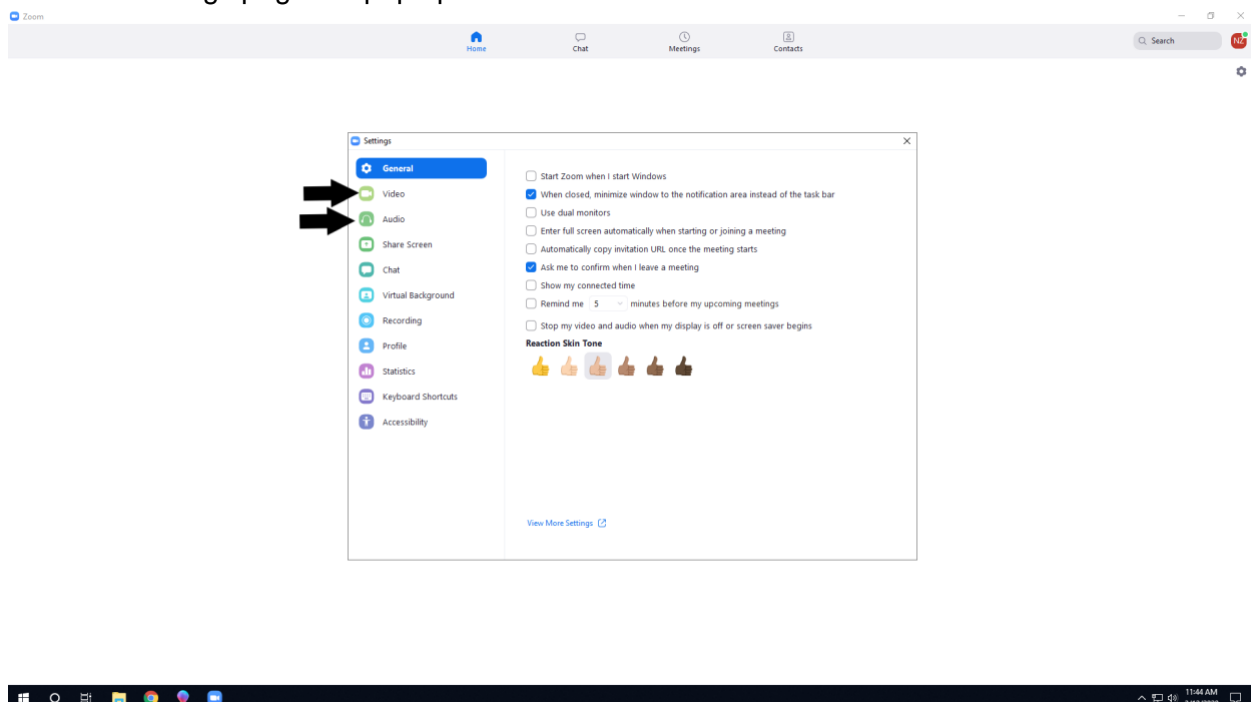 Zoom
Home
Chat
Meetings
Contacts
Search
NZ
Settings
General
Video
Audio
Share Screen
Chat
Virtual Background
Recording
Profile
Statistics
Keyboard Shortcuts
Accessibility
Start Zoom when I start Windows
When closed, minimize window to the notification area instead of the task bar
Use dual monitors
Enter full screen automatically when starting or joining a meeting
Automatically copy invitation URL once the meeting starts
Ask me to confirm when I leave a meeting
Show my connected time
Remind me 5 minutes before my upcoming meetings
Stop my video and audio when my display is off or screen saver begins
Reaction Skin Tone
View More Settings
11:44 AM